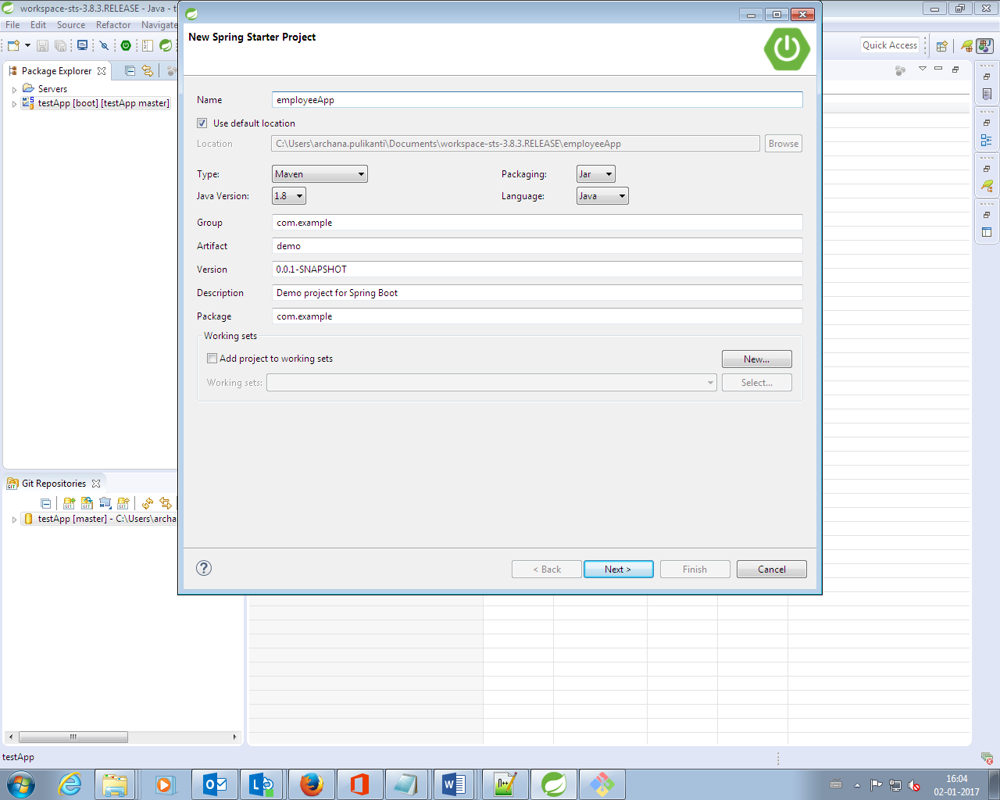 workspace-sts-3.8.3.RELEASE - Java - t
File Edit Source Refactor Navigate
Quick Access
Package Explorer
Servers
testApp [boot] [testApp master]
New Spring Starter Project
Name employeeApp
Use default location
Location C:\Users\archana.pulikanti\Documents\workspace-sts-3.8.3.RELEASE\employeeApp Browse
Type: Maven Packaging: Jar
Java Version: 1.8 Language: Java
Group com.example
Artifact demo
Version 0.0.1-SNAPSHOT
Description Demo project for Spring Boot
Package com.example
Working sets
Add project to working sets New...
Working sets: Select...
< Back Next > Finish Cancel
Git Repositories
testApp [master] - C:\Users\archa
testApp
16:04
02-01-2017